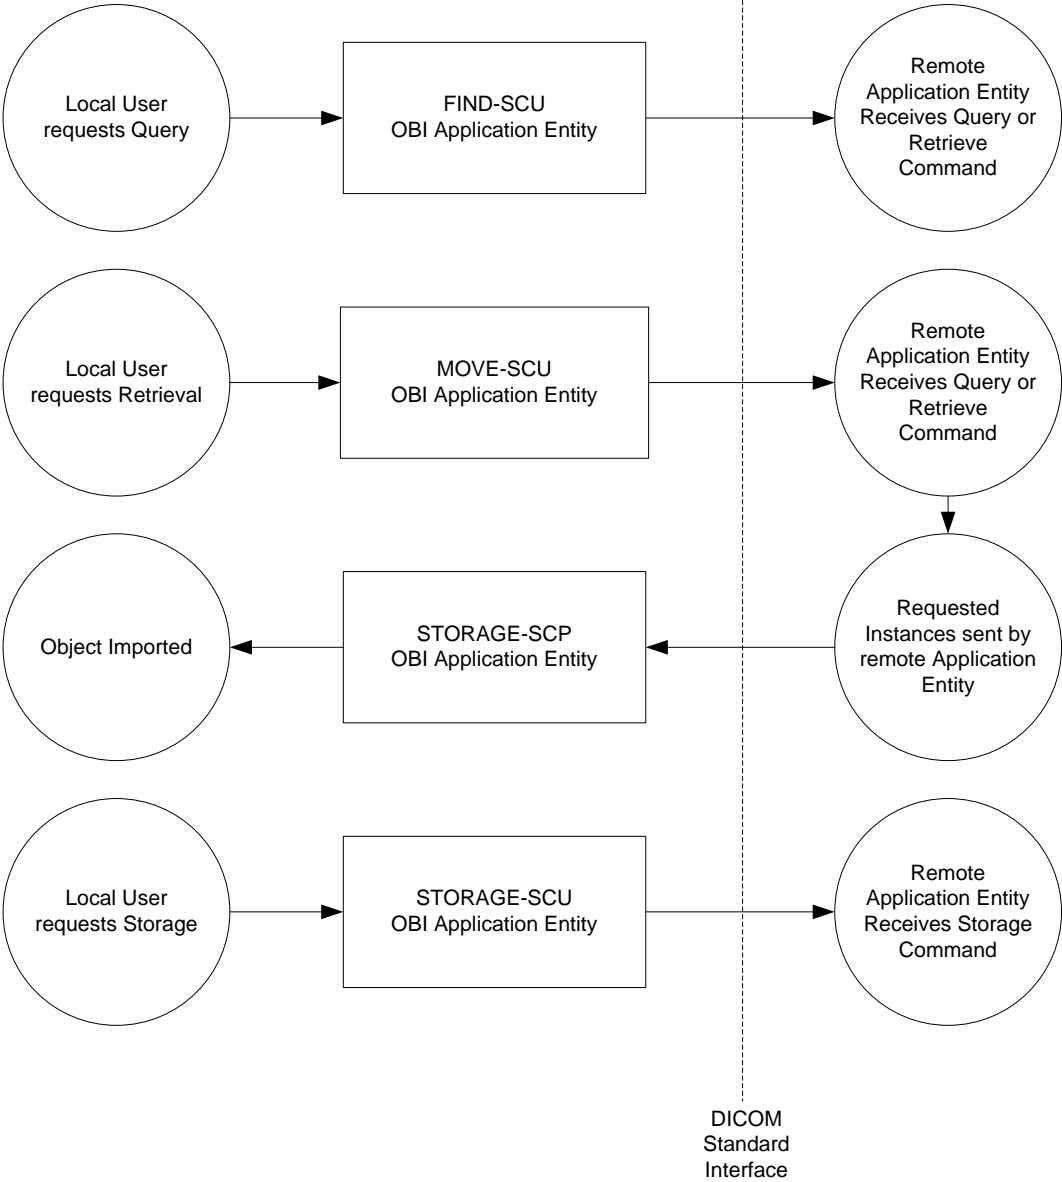 Local User
requests Query
FIND-SCU
OBI Application Entity
Remote
Application Entity
Receives Query or
Retrieve
Command
Local User
requests Retrieval
MOVE-SCU
OBI Application Entity
Remote
Application Entity
Receives Query or
Retrieve
Command
Object Imported
STORAGE-SCP
OBI Application Entity
Requested
Instances sent by
remote Application
Entity
Local User
requests Storage
STORAGE-SCU
OBI Application Entity
Remote
Application Entity
Receives Storage
Command
DICOM
Standard
Interface